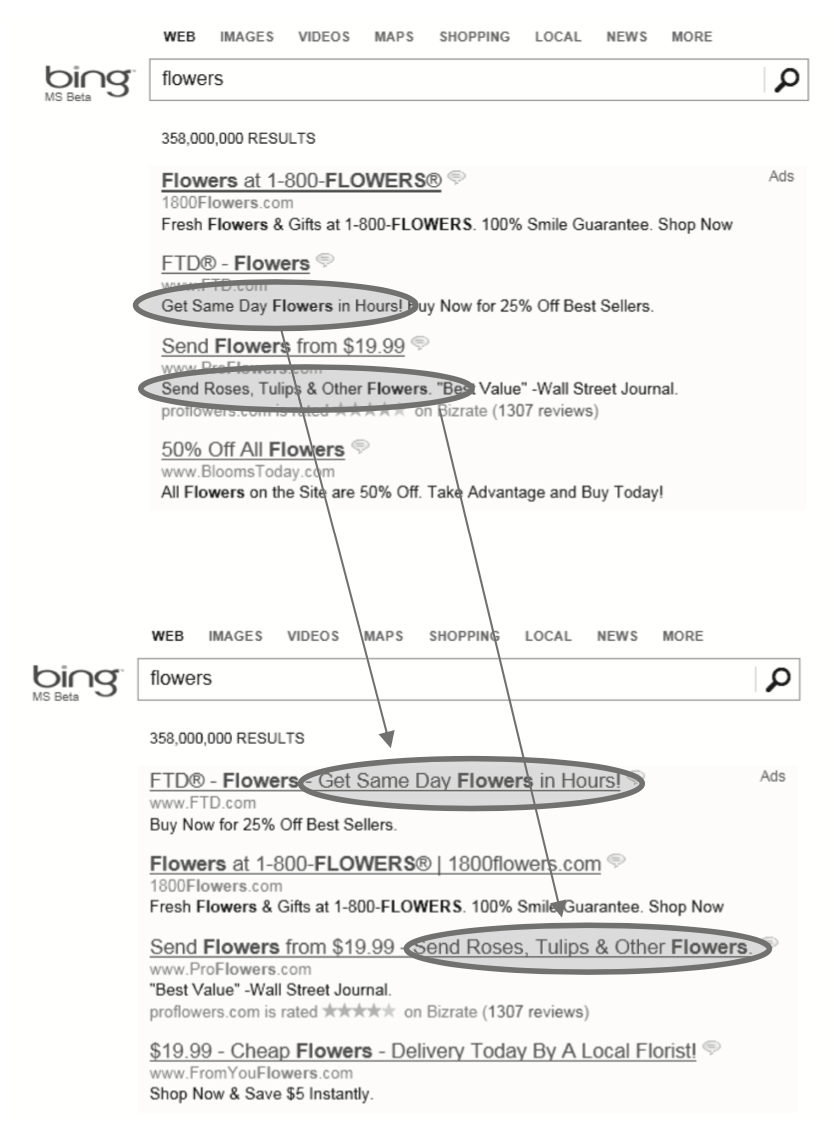 WEB IMAGES VIDEOS MAPS SHOPPING LOCAL NEWS MORE
bing
MS Beta
flowers
358,000,000 RESULTS
Flowers at 1-800-FLOWERS®
Ads
1800Flowers.com
Fresh Flowers & Gifts at 1-800-FLOWERS. 100% Smile Guarantee. Shop Now
FTD® - Flowers
www.FTD.com
Get Same Day Flowers in Hours! Buy Now for 25% Off Best Sellers.
Send Flowers from $19.99
www.ProFlowers.com
Send Roses, Tulips & Other Flowers. "Best Value" -Wall Street Journal.
proflowers.com is rated ★★★★★ on Bizrate (1307 reviews)
50% Off All Flowers
www.BloomsToday.com
All Flowers on the Site are 50% Off. Take Advantage and Buy Today!
WEB IMAGES VIDEOS MAPS SHOPPING LOCAL NEWS MORE
bing
MS Beta
flowers
358,000,000 RESULTS
FTD® - Flowers - Get Same Day Flowers in Hours!
Ads
www.FTD.com
Buy Now for 25% Off Best Sellers.
Flowers at 1-800-FLOWERS® | 1800flowers.com
1800Flowers.com
Fresh Flowers & Gifts at 1-800-FLOWERS. 100% Smile Guarantee. Shop Now
Send Flowers from $19.99 - Send Roses, Tulips & Other Flowers.
www.ProFlowers.com
"Best Value" -Wall Street Journal.
proflowers.com is rated ★★★★★ on Bizrate (1307 reviews)
$19.99 - Cheap Flowers - Delivery Today By A Local Florist!
www.FromYouFlowers.com
Shop Now & Save $5 Instantly.